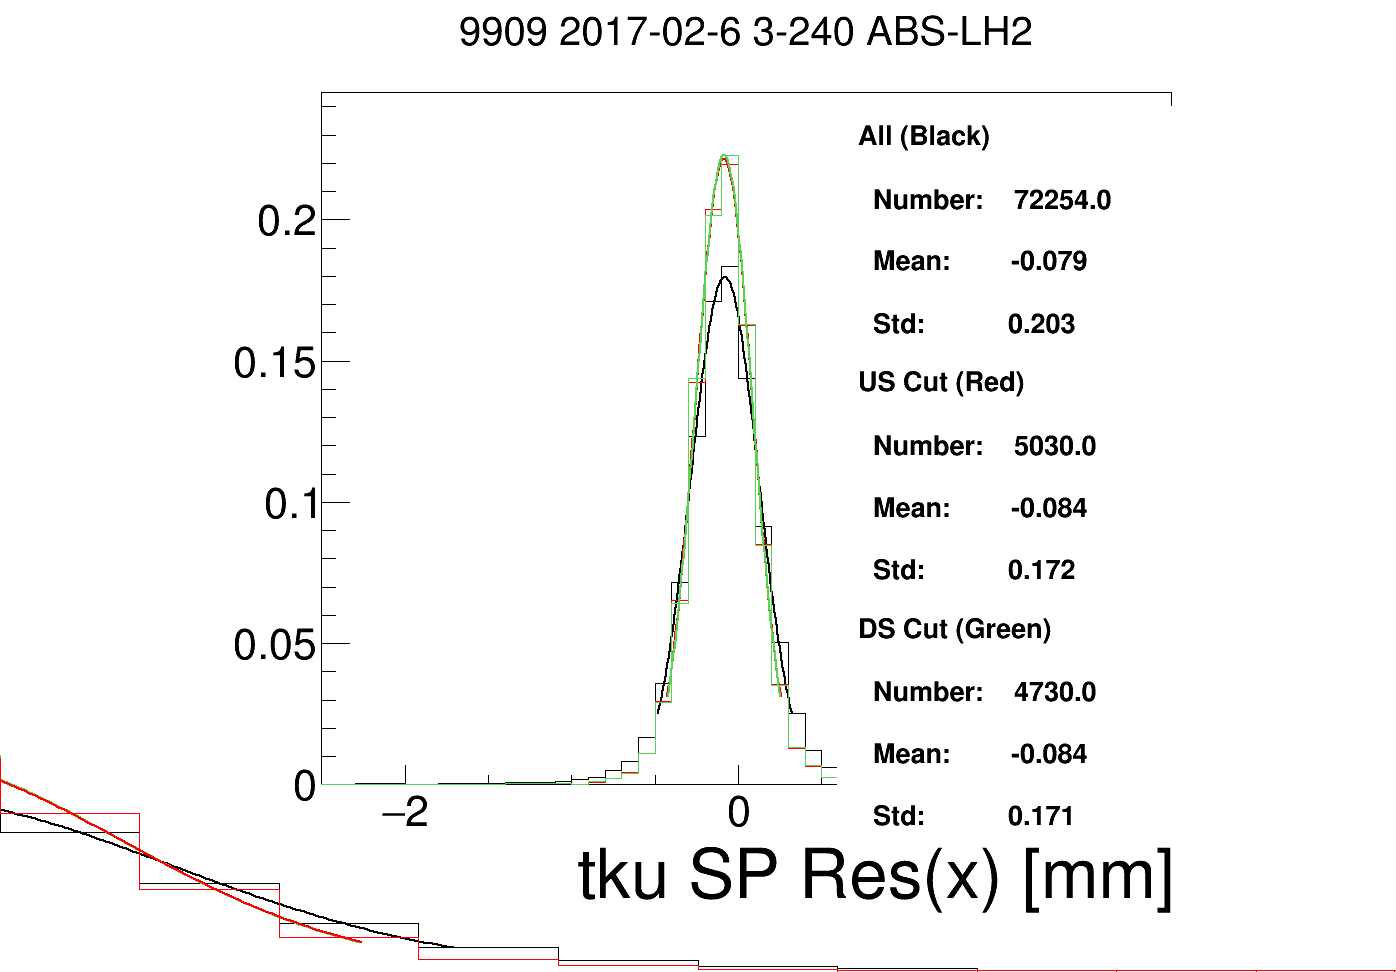 9909 2017-02-6 3-240 ABS-LH2
All (Black)
Number: 72254.0
Mean: -0.079
Std: 0.203
US Cut (Red)
Number: 5030.0
Mean: -0.084
Std: 0.172
DS Cut (Green)
Number: 4730.0
Mean: -0.084
Std: 0.171
0.2
0.15
0.1
0.05
0
−2 0
tku SP Res(x) [mm]